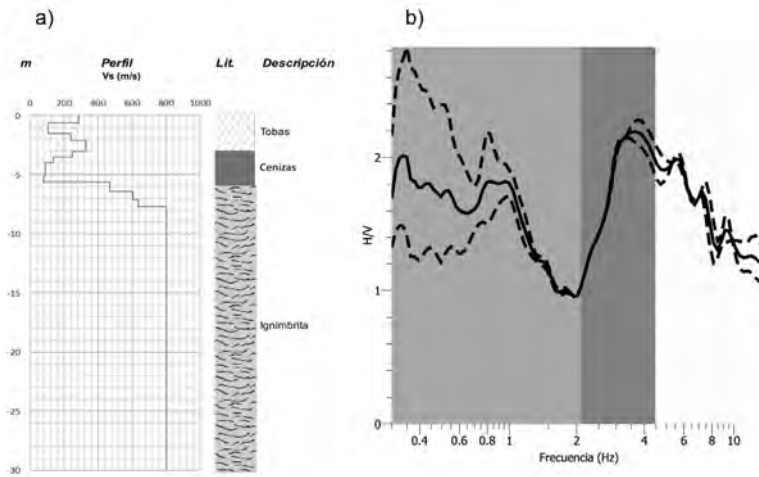 a)
m Perfil Lit. Descripción
Vs (m/s)
0 200 400 600 800 1000
0
-5
-10
-15
-20
-25
-30
Tobas
Cenizas
Ignimbrita
b)
H/V
2
1
0
0.4 0.6 0.8 1 2 4 6 8 10
Frecuencia (Hz)